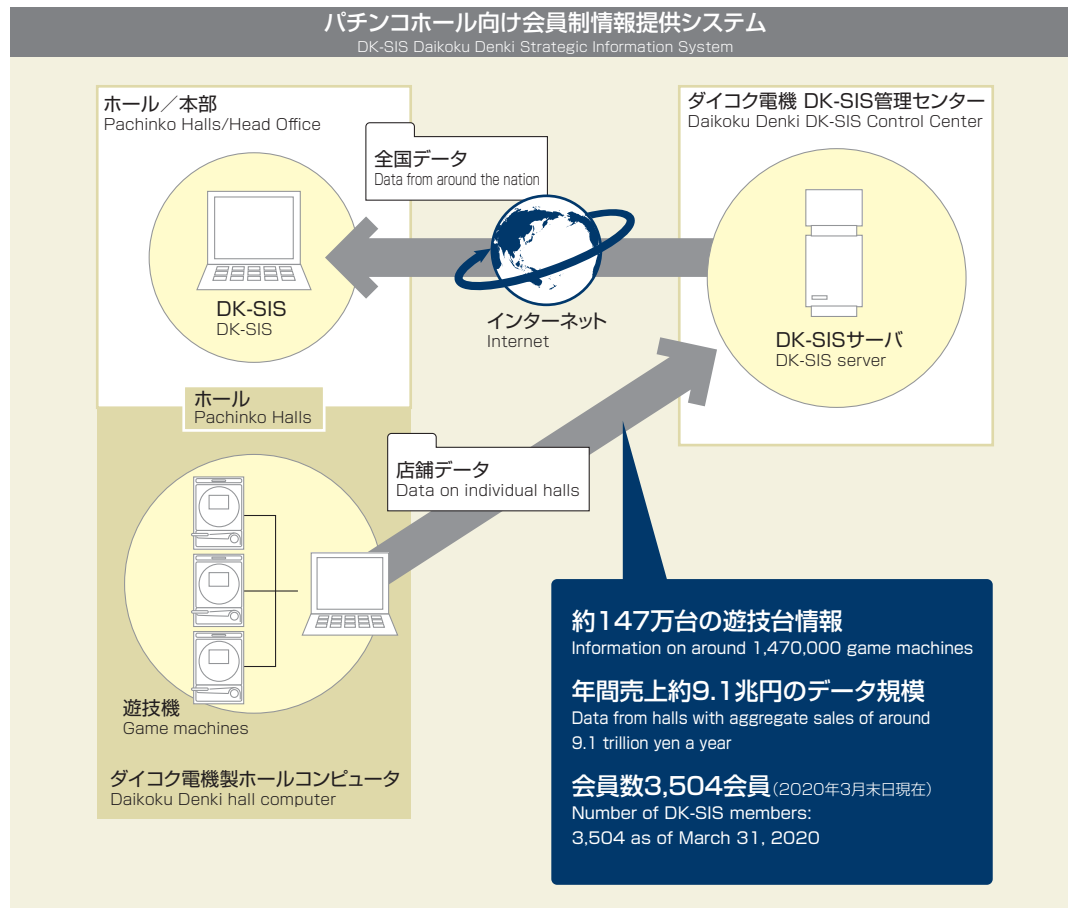 パチンコホール向け会員制情報提供システム
DK-SIS Daikoku Denki Strategic Information System
ホール／本部
Pachinko Halls/Head Office
全国データ
Data from around the nation
ダイコク電機 DK-SIS管理センター
Daikoku Denki DK-SIS Control Center
DK-SIS
DK-SIS
インターネット
Internet
DK-SISサーバ
DK-SIS server
ホール
Pachinko Halls
店舗データ
Data on individual halls
遊技機
Game machines
ダイコク電機製ホールコンピュータ
Daikoku Denki hall computer
約147万台の遊技台情報
Information on around 1,470,000 game machines
年間売上約9.1兆円のデータ規模
Data from halls with aggregate sales of around
9.1 trillion yen a year
会員数3,504会員（2020年3月末日現在）
Number of DK-SIS members:
3,504 as of March 31, 2020